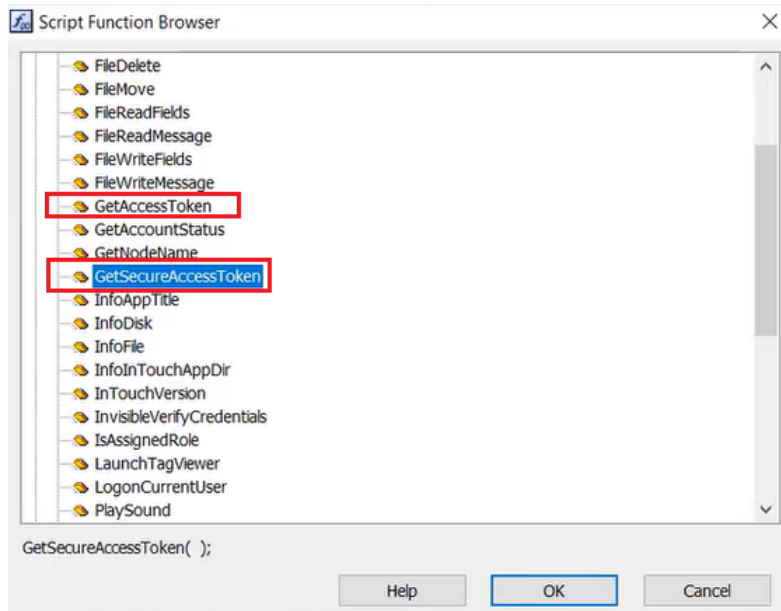 Script Function Browser
FileDelete
FileMove
FileReadFields
FileReadMessage
FileWriteFields
FileWriteMessage
GetAccessToken
GetAccountStatus
GetNodeName
GetSecureAccessToken
InfoAppTitle
InfoDisk
InfoFile
InfoInTouchAppDir
InTouchVersion
InvisibleVerifyCredentials
IsAssignedRole
LaunchTagViewer
LogonCurrentUser
PlaySound
GetSecureAccessToken( );
Help OK Cancel